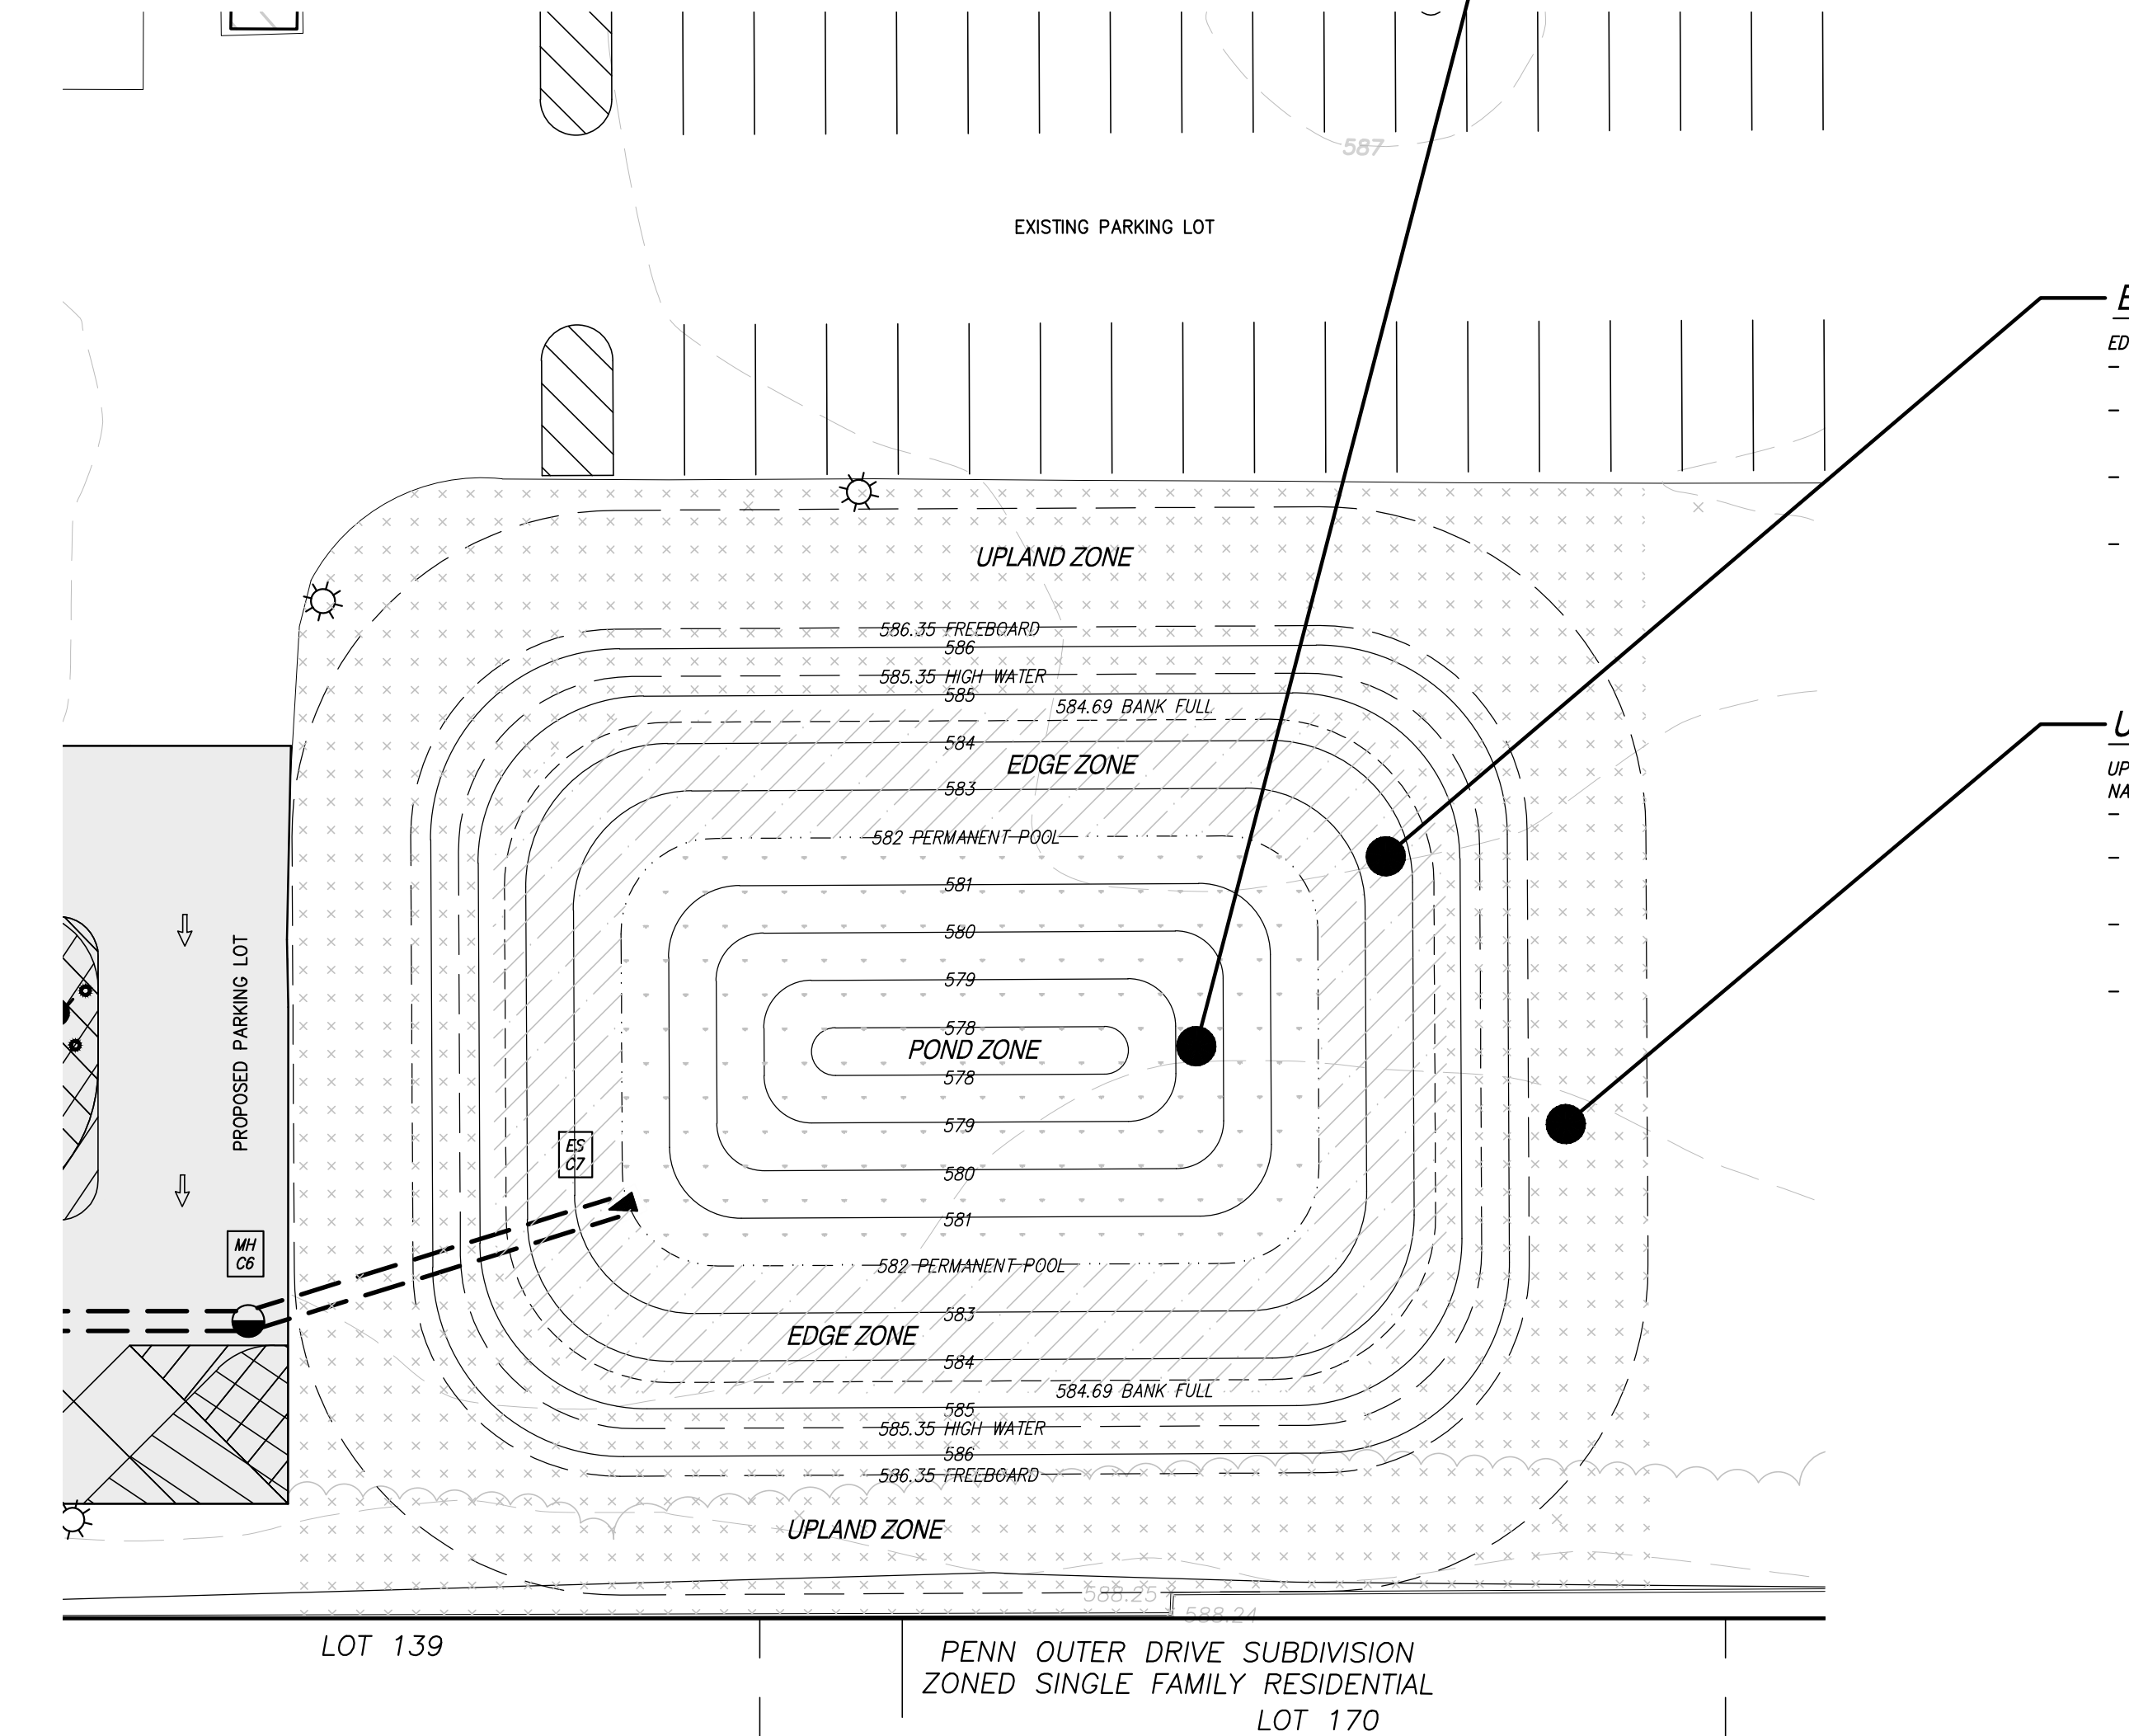 587
EXISTING PARKING LOT
E
ED
-
-
-
-
UPLAND ZONE
586.35 FREEBOARD
586
585.35 HIGH WATER
585
584.69 BANK FULL
584
EDGE ZONE
583
582 PERMANENT POOL
581
580
579
578
POND ZONE
578
579
580
581
582 PERMANENT POOL
583
EDGE ZONE
584
584.69 BANK FULL
585
585.35 HIGH WATER
586
586.35 FREEBOARD
UPLAND ZONE
U
UP
NA
-
-
-
-
PROPOSED PARKING LOT
ES
C7
MH
C6
588.25
588.24
LOT 139
PENN OUTER DRIVE SUBDIVISION
ZONED SINGLE FAMILY RESIDENTIAL
LOT 170